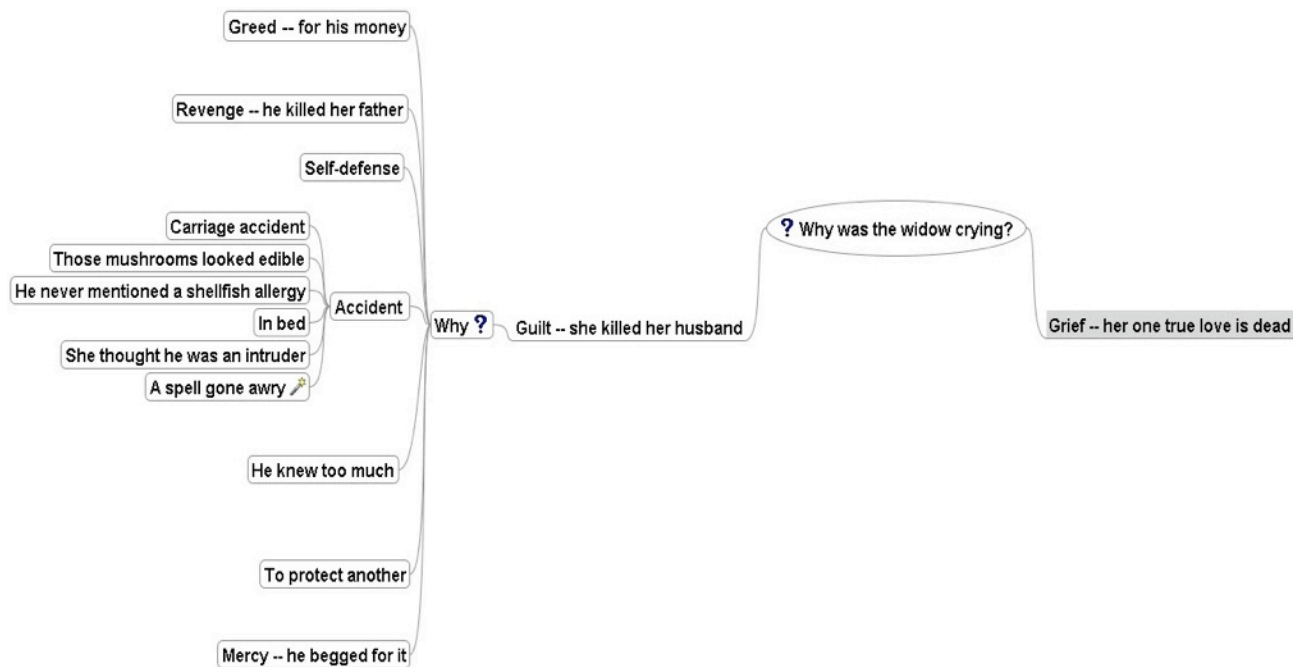 Greed -- for his money
Revenge -- he killed her father
Self-defense
Carriage accident
Those mushrooms looked edible
He never mentioned a shellfish allergy
In bed
She thought he was an intruder
A spell gone awry
Accident
He knew too much
To protect another
Mercy -- he begged for it
Why ?
Guilt -- she killed her husband
? Why was the widow crying?
Grief -- her one true love is dead